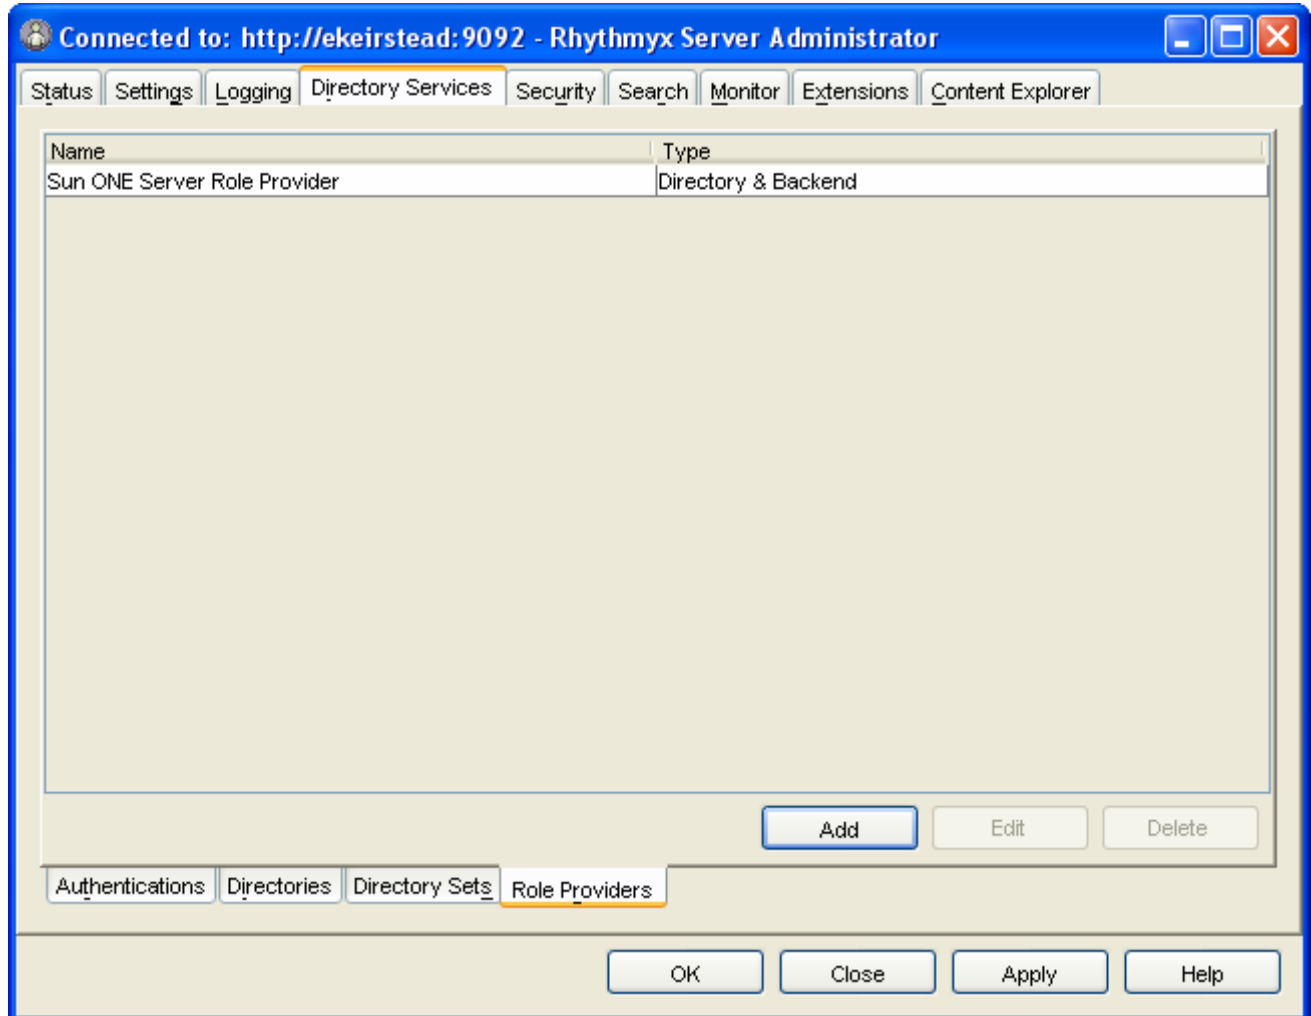 Connected to: http://ekeirstead:9092 - Rhythmyx Server Administrator
Status Settings Logging Directory Services Security Search Monitor Extensions Content Explorer
Name Type
Sun ONE Server Role Provider Directory & Backend
Add Edit Delete
Authentications Directories Directory Sets Role Providers
OK Close Apply Help